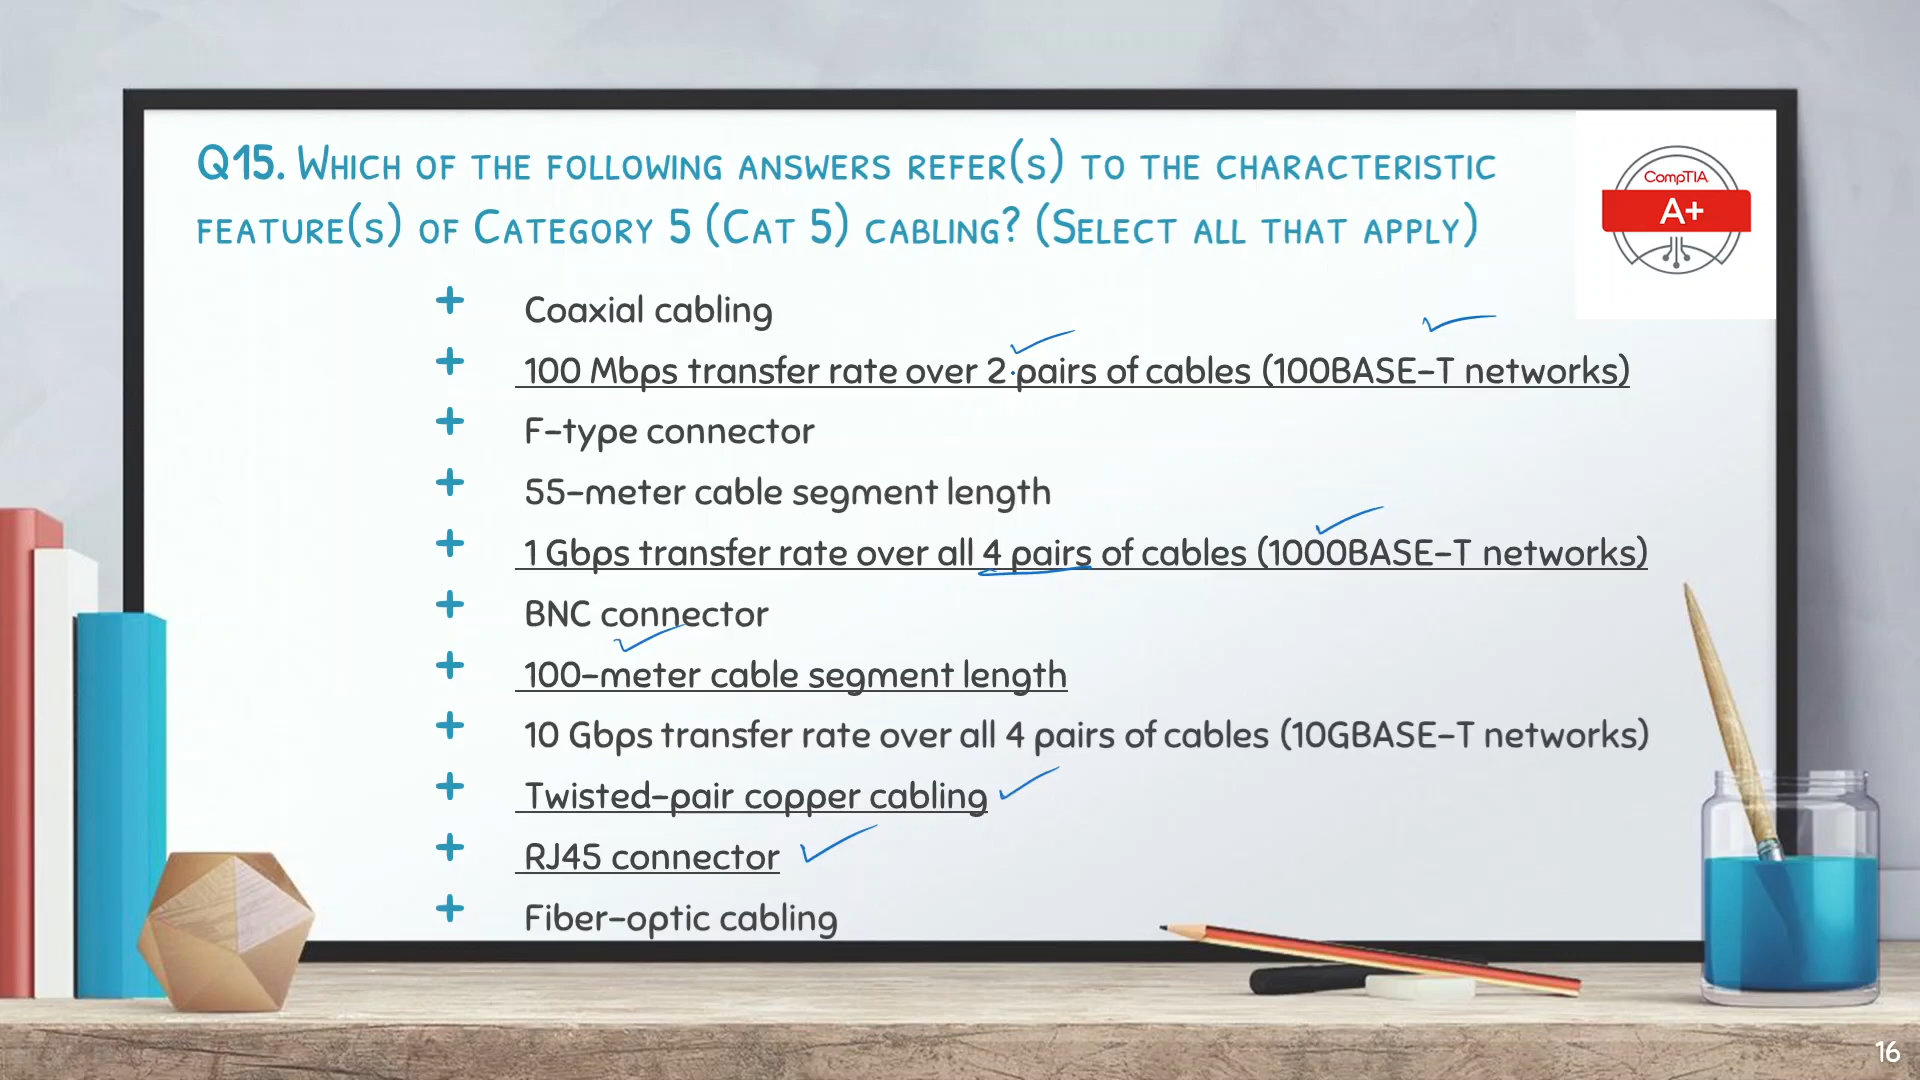 Q15. Which of the following answers refer(s) to the characteristic
feature(s) of Category 5 (Cat 5) cabling? (Select all that apply)
CompTIA
A+
+ Coaxial cabling
+ 100 Mbps transfer rate over 2 pairs of cables (100BASE-T networks)
+ F-type connector
+ 55-meter cable segment length
+ 1 Gbps transfer rate over all 4 pairs of cables (1000BASE-T networks)
+ BNC connector
+ 100-meter cable segment length
+ 10 Gbps transfer rate over all 4 pairs of cables (10GBASE-T networks)
+ Twisted-pair copper cabling
+ RJ45 connector
+ Fiber-optic cabling
16